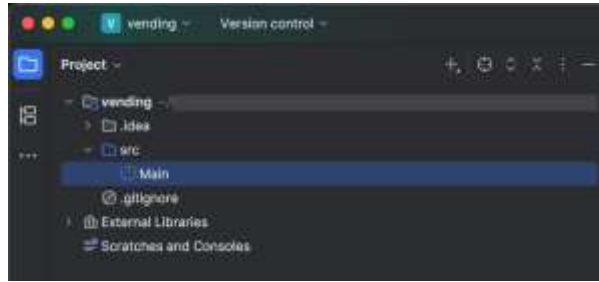 V vending Version control
Project
vending
.idea
src
Main
.gitignore
External Libraries
Scratches and Consoles